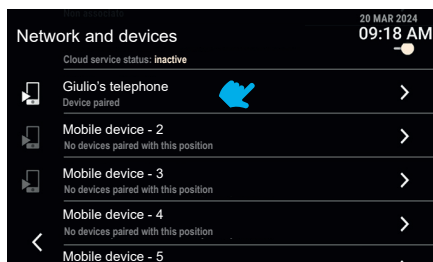 Non associato
20 MAR 2024
Network and devices
09:18 AM
Cloud service status: inactive
Giulio's telephone
Device paired
Mobile device - 2
No devices paired with this position
Mobile device - 3
No devices paired with this position
Mobile device - 4
No devices paired with this position
Mobile device - 5